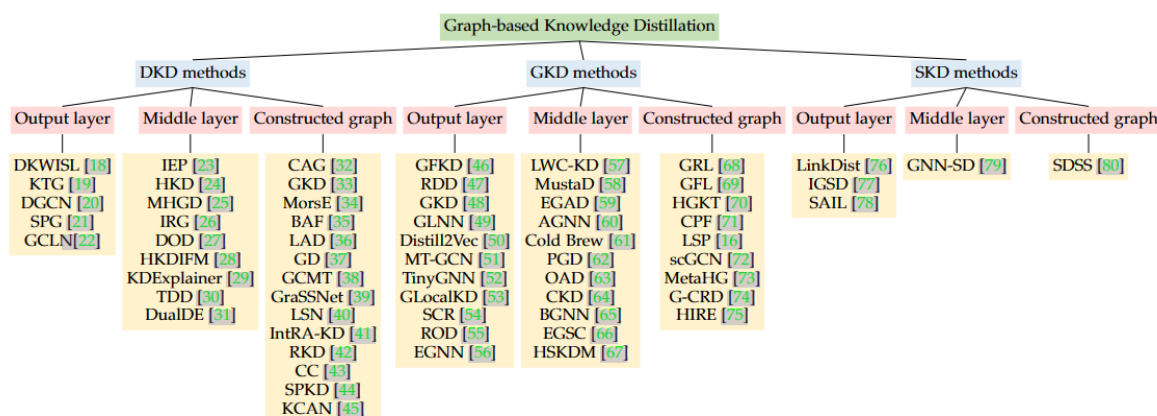 Graph-based Knowledge Distillation
DKD methods
GKD methods
SKD methods
Output layer
Middle layer
Constructed graph
Output layer
Middle layer
Constructed graph
Output layer
Middle layer
Constructed graph
DKWISL [18]
KTG [19]
DGCN [20]
SPG [21]
GCLN[22]
IEP [23]
HKD [24]
MHGD [25]
IRG [26]
DOD [27]
HKDIFM [28]
KDExplainer [29]
TDD [30]
DualDE [31]
CAG [32]
GKD [33]
MorsE [34]
BAF [35]
LAD [36]
GD [37]
GCMT [38]
GraSSNet [39]
LSN [40]
IntRA-KD [41]
RKD [42]
CC [43]
SPKD [44]
KCAN [45]
GFKD [46]
RDD [47]
GKD [48]
GLNN [49]
Distill2Vec [50]
MT-GCN [51]
TinyGNN [52]
GLocalKD [53]
SCR [54]
ROD [55]
EGNN [56]
LWC-KD [57]
MustaD [58]
EGAD [59]
AGNN [60]
Cold Brew [61]
PGD [62]
OAD [63]
CKD [64]
BGNN [65]
EGSC [66]
HSKDM [67]
GRL [68]
GFL [69]
HGKT [70]
CPF [71]
LSP [16]
scGCN [72]
MetaHG [73]
G-CRD [74]
HIRE [75]
LinkDist [76]
IGSD [77]
SAIL [78]
GNN-SD [79]
SDSS [80]